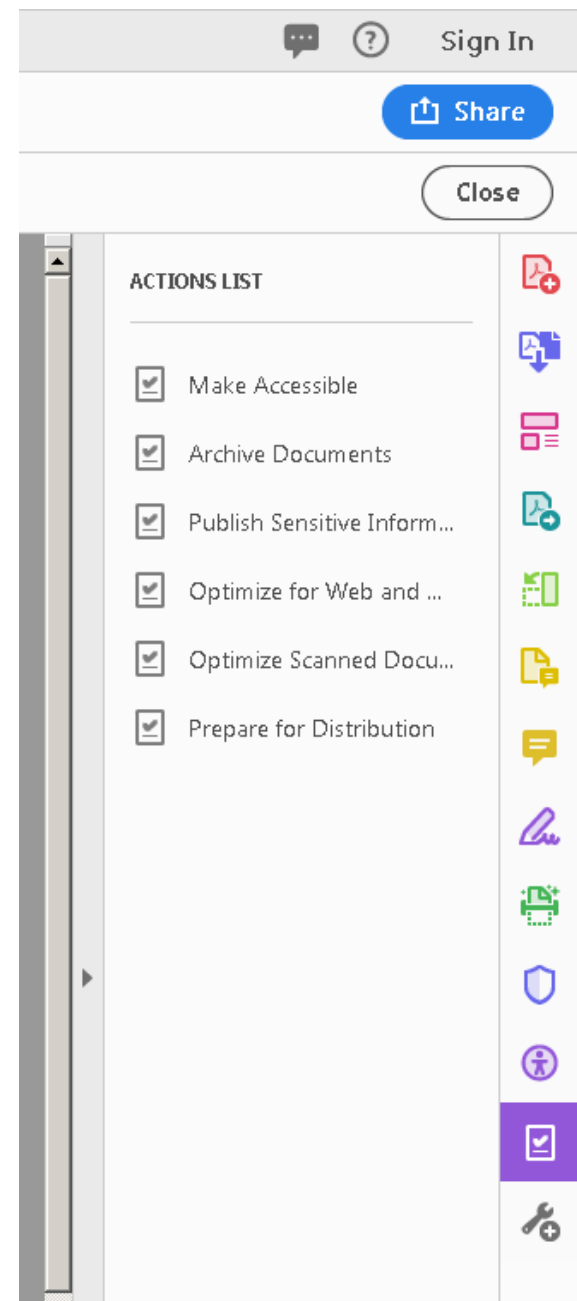 Sign In
Share
Close
ACTIONS LIST
Make Accessible
Archive Documents
Publish Sensitive Inform...
Optimize for Web and ...
Optimize Scanned Docu...
Prepare for Distribution